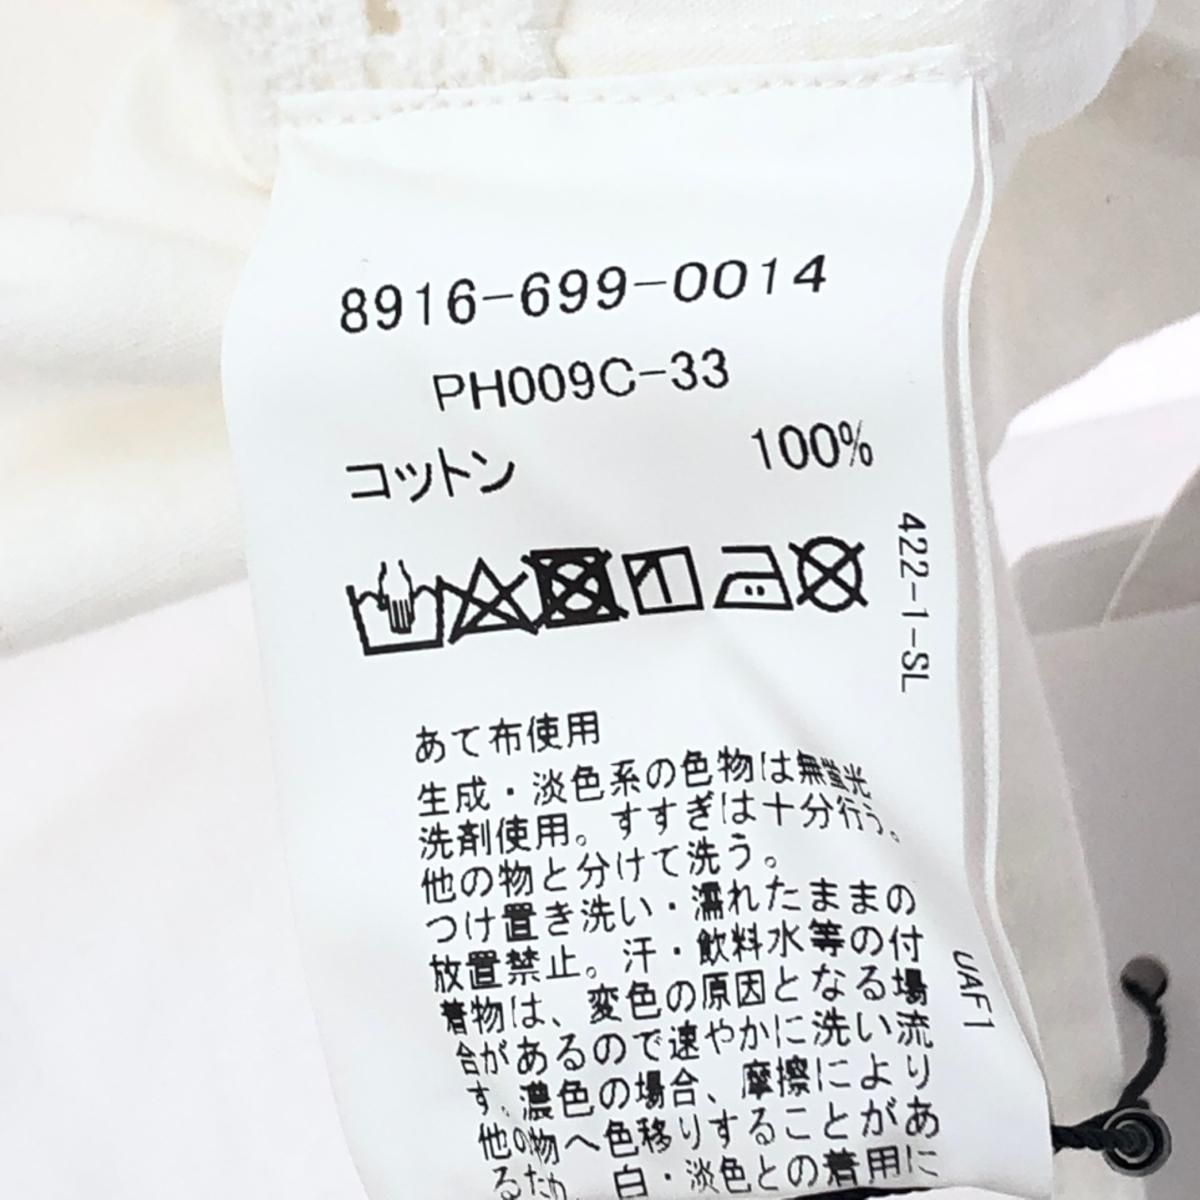 8916-699-0014
PH009C-33
コットン 100%
422-1-SL
あて布使用
生成・淡色系の色物は無蛍光
洗剤使用。すすぎは十分行う。
他の物と分けて洗う。
つけ置き洗い・濡れたままの
放置禁止。汗・飲料水等の付
着物は、変色の原因となる場
合があるので速やかに洗い流
す。濃色の場合、摩擦により
他の物へ色移りすることがあ
るため、白・淡色との着用に
UAF1